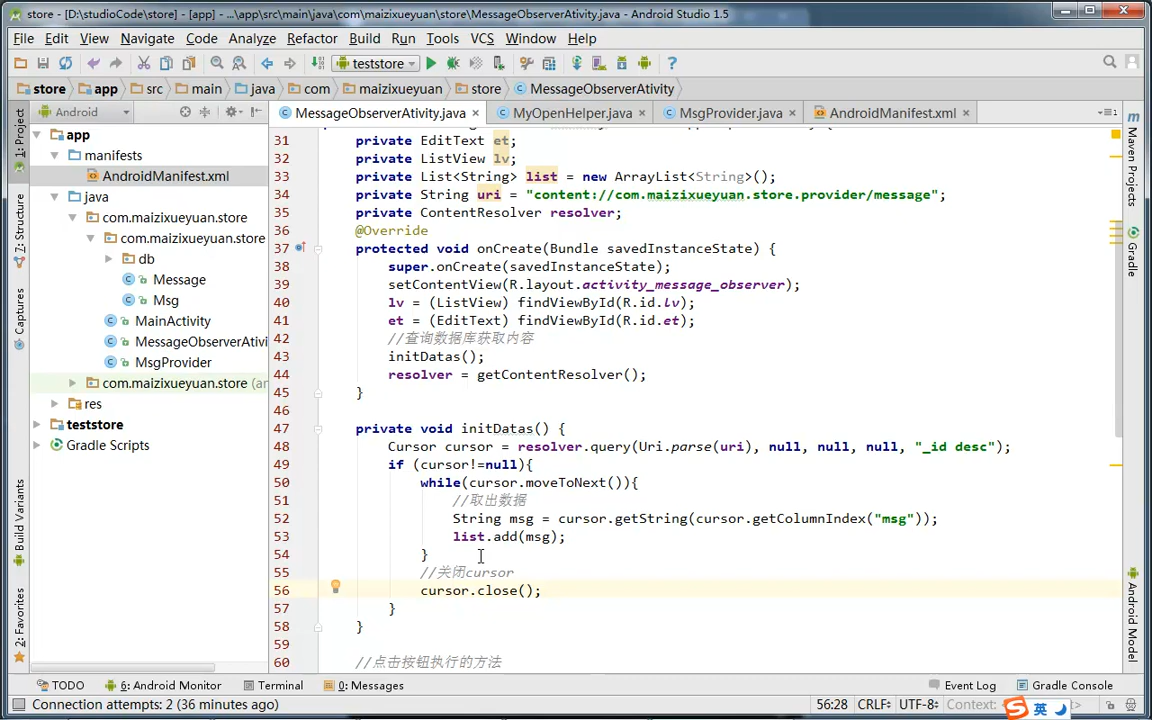 store - [D:\studioCode\store] - [app] - ...\app\src\main\java\com\maizixueyuan\store\MessageObserverAtivity.java - Android Studio 1.5
File Edit View Navigate Code Analyze Refactor Build Run Tools VCS Window Help
teststore
store app src main java com maizixueyuan store MessageObserverAtivity
Android
MessageObserverAtivity.java MyOpenHelper.java MsgProvider.java AndroidManifest.xml
1: Project
7: Structure
Captures
Build Variants
2: Favorites
app
manifests
AndroidManifest.xml
java
com.maizixueyuan.store
com.maizixueyuan.store
db
Message
Msg
MainActivity
MessageObserverAtivi
MsgProvider
com.maizixueyuan.store (an
res
teststore
Gradle Scripts
31 private EditText et;
32 private ListView lv;
33 private List<String> list = new ArrayList<String>();
34 private String uri = "content://com.maizixueyuan.store.provider/message";
35 private ContentResolver resolver;
36 @Override
37 protected void onCreate(Bundle savedInstanceState) {
38 super.onCreate(savedInstanceState);
39 setContentView(R.layout.activity_message_observer);
40 lv = (ListView) findViewById(R.id.lv);
41 et = (EditText) findViewById(R.id.et);
42 //查询数据库获取内容
43 initDatas();
44 resolver = getContentResolver();
45 }
46
47 private void initDatas() {
48 Cursor cursor = resolver.query(Uri.parse(uri), null, null, null, "_id desc");
49 if (cursor!=null){
50 while(cursor.moveToNext()){
51 //取出数据
52 String msg = cursor.getString(cursor.getColumnIndex("msg"));
53 list.add(msg);
54 }
55 //关闭cursor
56 cursor.close();
57 }
58 }
59
60 //点击按钮执行的方法
Maven Projects
Gradle
Android Model
TODO 6: Android Monitor Terminal 0: Messages Event Log Gradle Console
Connection attempts: 2 (36 minutes ago) 56:28 CRLF UTF-8 Context: 英